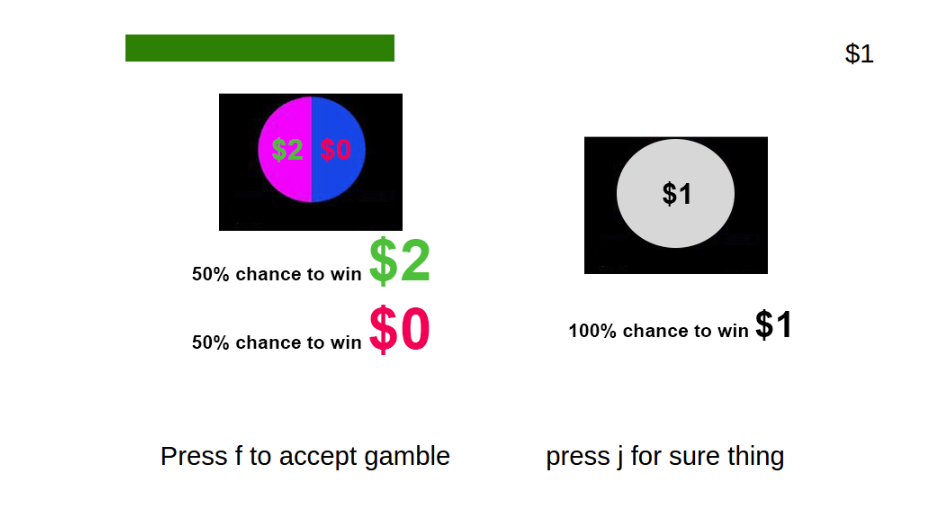 $1
$2 $0
50% chance to win $2
50% chance to win $0
Press f to accept gamble
$1
100% chance to win $1
press j for sure thing